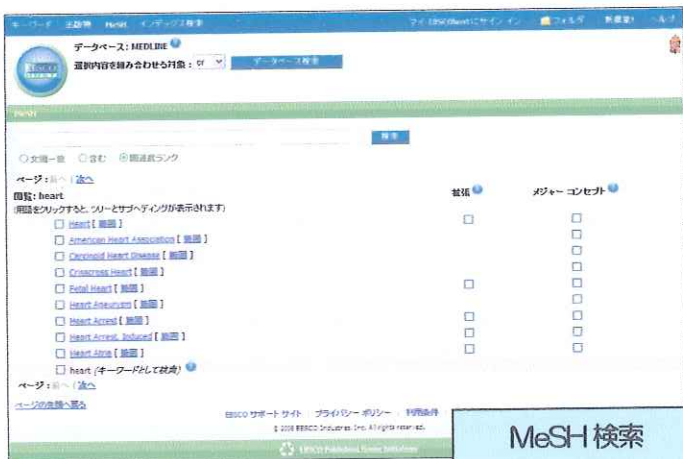 キーワード 主題語 MeSH インデックス検索 マイ EBSCOhostにサイン イン フォルダ ヘルプ
データベース: MEDLINE
選択内容を組み合わせる対象: or データベース検索
EBSCO HOST
MeSH
検索
含む 関連度ランク
ページ: 前へ | 次へ
閲覧: heart 拡張 メジャー コンセプト
(用語をクリックすると、ツリーとサブヘディングが表示されます)
Heart [ 範囲 ]
American Heart Association [ 範囲 ]
Carcinoid Heart Disease [ 範囲 ]
Crisscross Heart [ 範囲 ]
Fetal Heart [ 範囲 ]
Heart Aneurysm [ 範囲 ]
Heart Arrest [ 範囲 ]
Heart Arrest, Induced [ 範囲 ]
Heart Atria [ 範囲 ]
heart (キーワードとして検索)
ページ: 前へ | 次へ
ページの先頭へ戻る
EBSCO サポート サイト プライバシー ポリシー 利用条件
EBSCO Industries, Inc. All rights reserved.
EBSCO Publishing Green Initiatives
MeSH 検索